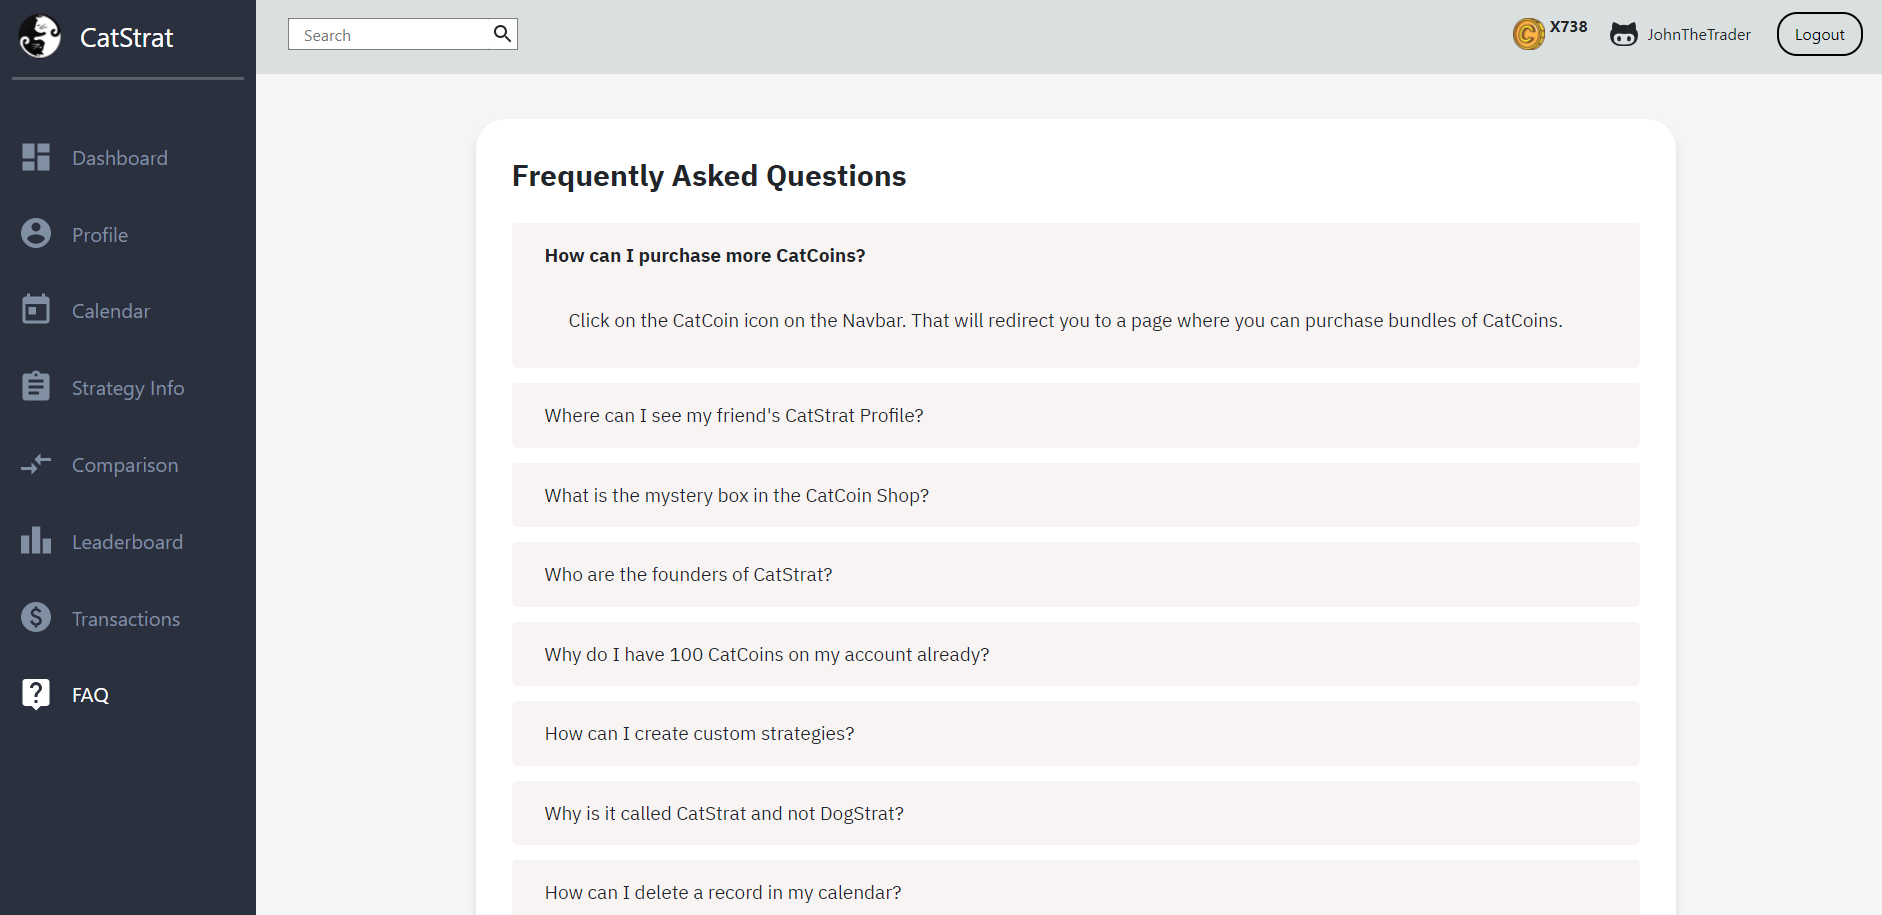 CatStrat
Search
X738
JohnTheTrader
Logout
Dashboard
Profile
Calendar
Strategy Info
Comparison
Leaderboard
Transactions
FAQ
Frequently Asked Questions
How can I purchase more CatCoins?
Click on the CatCoin icon on the Navbar. That will redirect you to a page where you can purchase bundles of CatCoins.
Where can I see my friend's CatStrat Profile?
What is the mystery box in the CatCoin Shop?
Who are the founders of CatStrat?
Why do I have 100 CatCoins on my account already?
How can I create custom strategies?
Why is it called CatStrat and not DogStrat?
How can I delete a record in my calendar?